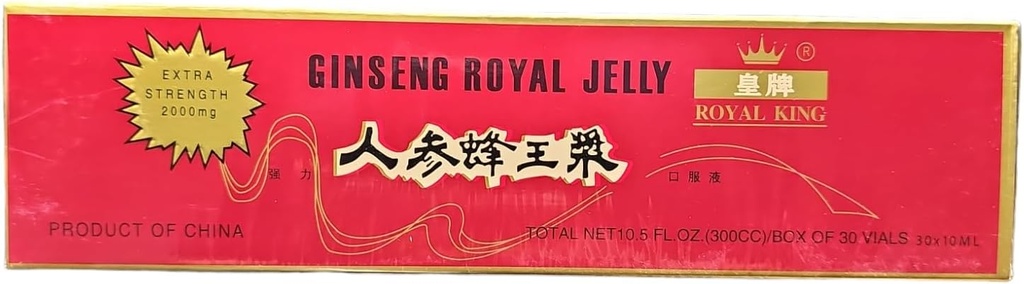 EXTRA
STRENGTH
2000mg
GINSENG ROYAL JELLY
®
皇牌
ROYAL KING
人参蜂王浆
强力
口服液
PRODUCT OF CHINA
TOTAL NET10.5 FL.OZ.(300CC)/BOX OF 30 VIALS 30x10ML